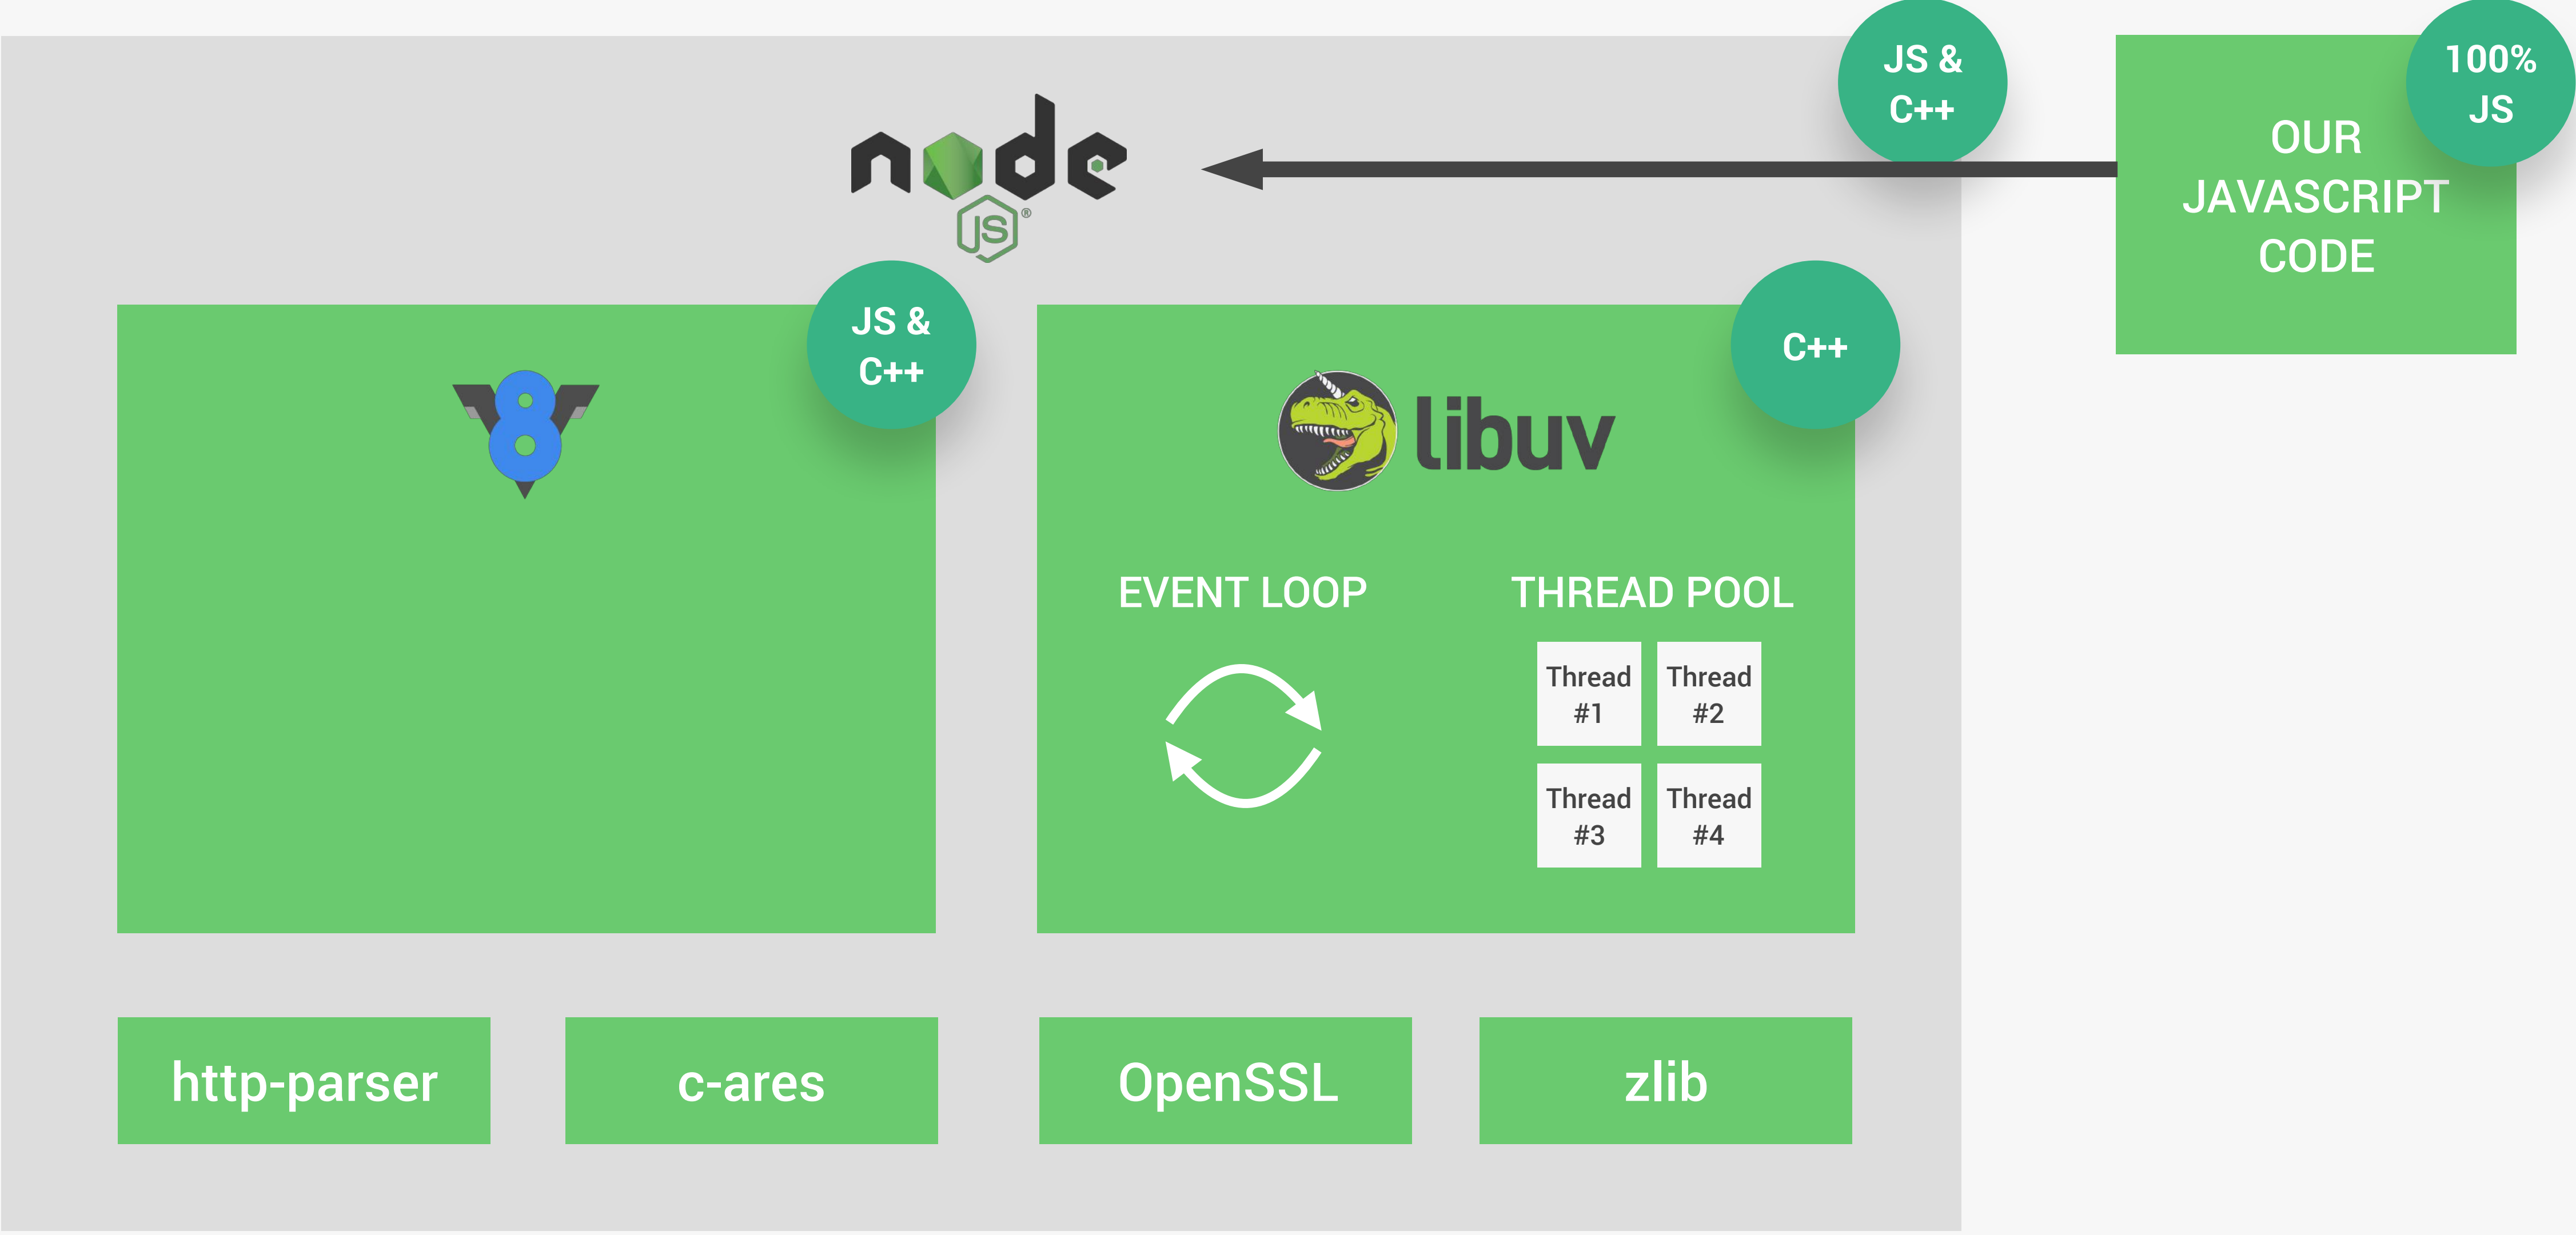 JS &
C++
100%
JS
OUR
JAVASCRIPT
CODE
node
JS®
JS &
C++
C++
V8
libuv
EVENT LOOP
THREAD POOL
Thread
#1
Thread
#2
Thread
#3
Thread
#4
http-parser
c-ares
OpenSSL
zlib